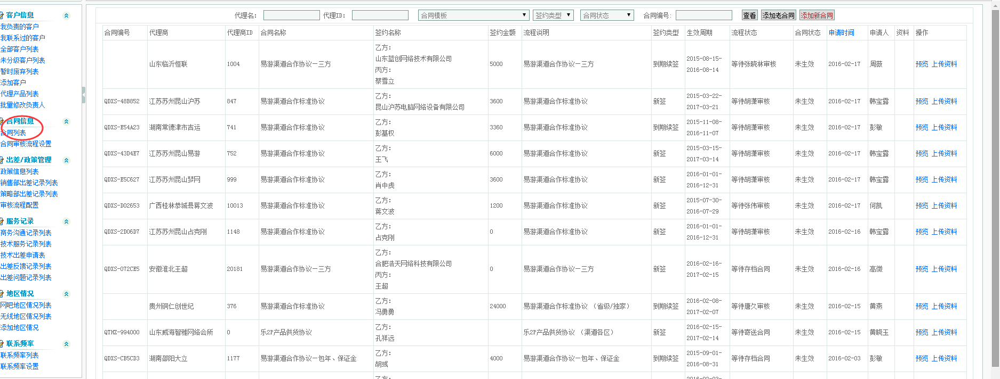 客户信息
我负责的客户
我联系过的客户
全部客户列表
未分级客户列表
暂时废弃列表
添加客户
代理产品列表
批量修改负责人
合同信息
合同列表
合同审核流程设置
出差/政策管理
政策信息列表
销售部出差记录列表
策略部出差记录列表
审核流程配置
服务记录
商务沟通记录列表
技术服务记录列表
技术出差申请表
出差反馈记录列表
出差问题记录列表
地区情况
网吧地区情况列表
无线地区情况列表
添加地区情况
联系频率
联系频率列表
联系频率设置
代理名: 代理ID: 合同模板 签约类型 合同状态 合同编号: 查看 添加老合同 添加新合同
合同编号 代理商 代理商ID 合同名称 签约名称 签约金额 流程说明 签约类型 生效周期 流程状态 合同状态 申请时间 申请人 资料 操作
乙方:
山东蓝创网络技术有限公司
丙方:
蔡雪立
山东临沂恒联 1004 易游渠道合作协议—三方 5000 易游渠道合作协议—三方 到期续签 2015-08-15-
2016-08-14 等待张晓林审核 未生效 2016-02-17 周薇 预览 上传资料
QDXS-48B852 江苏苏州昆山沪苏 847 易游渠道合作标准协议 乙方:
昆山沪苏电脑网络设备有限公司 3600 易游渠道合作标准协议 新签 2015-03-22-
2017-03-21 等待胡潇审核 未生效 2016-02-17 韩宝露 预览 上传资料
QDXS-E54A23 湖南常德津市吉运 741 易游渠道合作标准协议 乙方:
彭基权 3360 易游渠道合作标准协议 到期续签 2015-11-08-
2016-11-07 等待胡潇审核 未生效 2016-02-17 彭敏 预览 上传资料
QDXS-43D4E7 江苏苏州昆山易游 752 易游渠道合作标准协议 乙方:
王飞 6000 易游渠道合作标准协议 新签 2015-03-15-
2017-03-14 等待胡潇审核 未生效 2016-02-17 韩宝露 预览 上传资料
QDXS-E5C627 江苏苏州昆山梦网 999 易游渠道合作标准协议 乙方:
肖中虎 3600 易游渠道合作标准协议 新签 2016-01-01-
2016-12-31 等待胡潇审核 未生效 2016-02-17 韩宝露 预览 上传资料
QDXS-D02653 广西桂林恭城县蒋文波 10013 易游渠道合作标准协议 乙方:
蒋文波 1200 易游渠道合作标准协议 新签 2015-07-30-
2016-07-29 等待张伟审核 未生效 2016-02-17 何凯 预览 上传资料
QDXS-2D06D7 江苏苏州昆山占克刚 1148 易游渠道合作标准协议 乙方:
占克刚 0 易游渠道合作标准协议 新签 2016-01-01-
2016-12-31 等待胡潇审核 未生效 2016-02-16 韩宝露 预览 上传资料
QDXS-072CE5 安徽淮北王超 20181 易游渠道合作协议—三方 乙方:
合肥浩天网络科技有限公司
丙方:
王超 0 易游渠道合作协议—三方 新签 2016-02-16-
2017-02-15 等待存档合同 未生效 2016-02-16 高微 预览 上传资料
贵州铜仁创世纪 376 易游渠道合作标准协议 乙方:
冯勇勇 24000 易游渠道合作标准协议 （省级/独家） 到期续签 2016-02-08-
2017-02-07 等待唐久审核 未生效 2016-02-15 黄燕 预览 上传资料
QTHZ-994000 山东威海智雅网络会所 0 乐2P产品供货协议 乙方:
孔祥远 乐2P产品供货协议 （渠道各区） 新签 2016-02-15-
2017-02-14 等待寄送合同 未生效 2016-02-15 黄晓玉 预览 上传资料
QDXS-CB5CD3 湖南邵阳大立 1177 易游渠道合作协议—包年、保证金 乙方:
胡彧 4000 易游渠道合作协议—包年、保证金 到期续签 2015-09-01-
2016-08-31 等待存档合同 未生效 2016-02-03 彭敏 预览 上传资料
乙方:
2016-02-03-